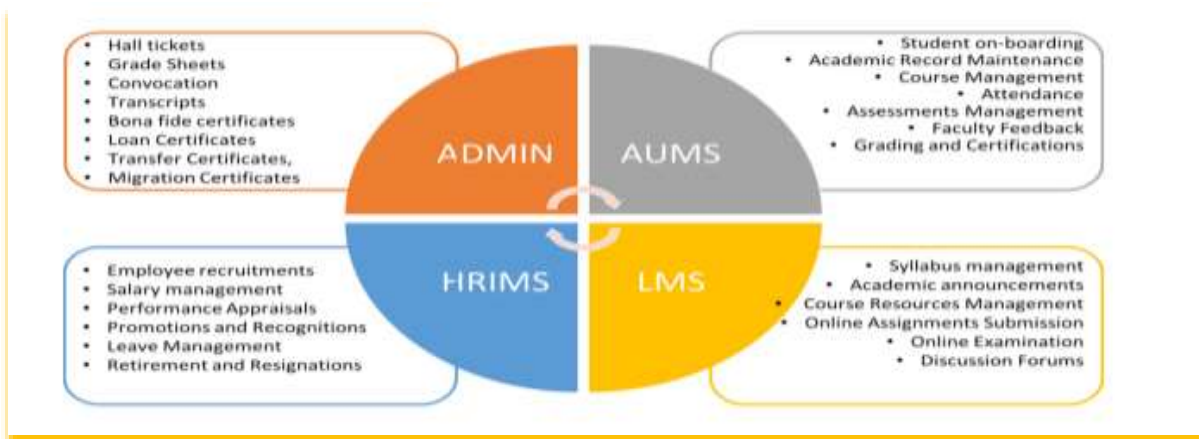 • Hall tickets
• Grade Sheets
• Convocation
• Transcripts
• Bona fide certificates
• Loan Certificates
• Transfer Certificates,
• Migration Certificates
ADMIN
AUMS
• Student on-boarding
• Academic Record Maintenance
• Course Management
• Attendance
• Assessments Management
• Faculty Feedback
• Grading and Certifications
• Employee recruitments
• Salary management
• Performance Appraisals
• Promotions and Recognitions
• Leave Management
• Retirement and Resignations
HRIMS
LMS
• Syllabus management
• Academic announcements
• Course Resources Management
• Online Assignments Submission
• Online Examination
• Discussion Forums